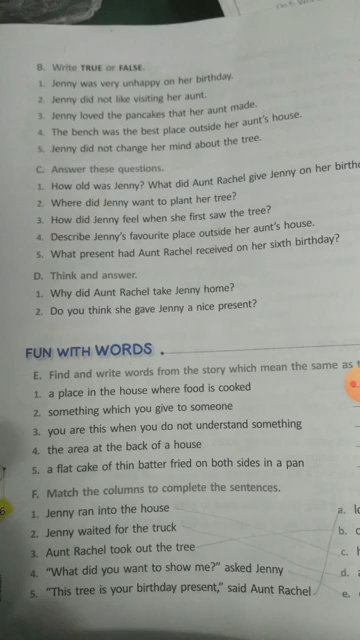 B. Write TRUE or FALSE.
1. Jenny was very unhappy on her birthday.
2. Jenny did not like visiting her aunt.
3. Jenny loved the pancakes that her aunt made.
4. The bench was the best place outside her aunt's house.
5. Jenny did not change her mind about the tree.
C. Answer these questions.
1. How old was Jenny? What did Aunt Rachel give Jenny on her birth
2. Where did Jenny want to plant her tree?
3. How did Jenny feel when she first saw the tree?
4. Describe Jenny's favourite place outside her aunt's house.
5. What present had Aunt Rachel received on her sixth birthday?
D. Think and answer.
1. Why did Aunt Rachel take Jenny home?
2. Do you think she gave Jenny a nice present?
FUN WITH WORDS
E. Find and write words from the story which mean the same as
1. a place in the house where food is cooked
2. something which you give to someone
3. you are this when you do not understand something
4. the area at the back of a house
5. a flat cake of thin batter fried on both sides in a pan
F. Match the columns to complete the sentences.
6
1. Jenny ran into the house a.
2. Jenny waited for the truck b.
3. Aunt Rachel took out the tree c.
4. "What did you want to show me?" asked Jenny d.
5. "This tree is your birthday present," said Aunt Rachel e.